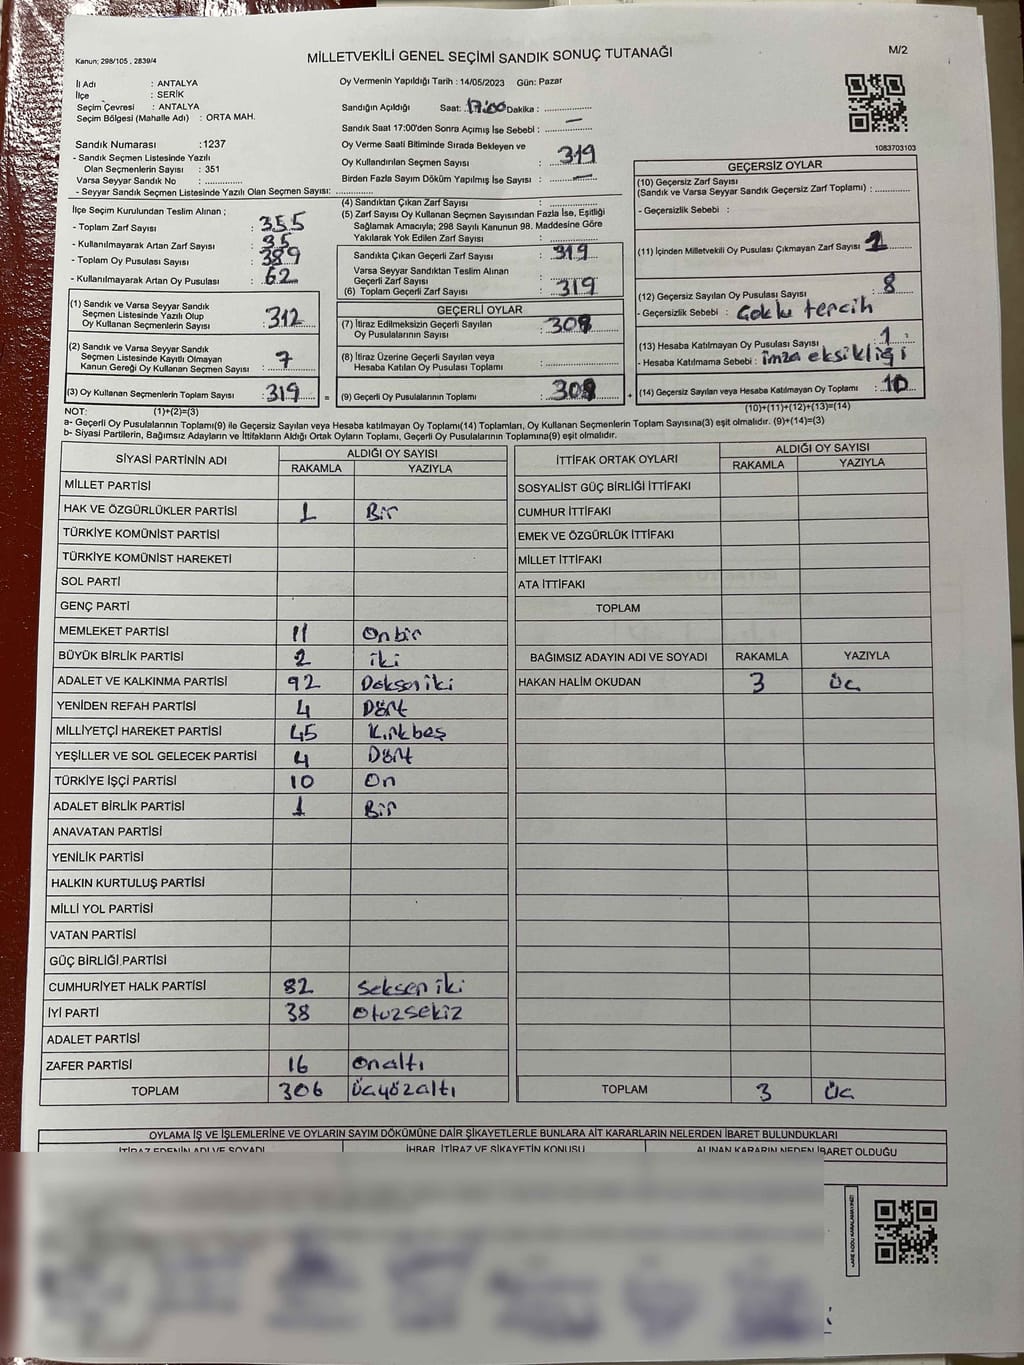 Kanun; 298/105 , 2839/4
MİLLETVEKİLİ GENEL SEÇİMİ SANDIK SONUÇ TUTANAĞI
M/2
İl Adı : ANTALYA
İlçe : SERİK
Seçim Çevresi : ANTALYA
Seçim Bölgesi (Mahalle Adı) : ORTA MAH.
Sandık Numarası :1237
- Sandık Seçmen Listesinde Yazılı
Olan Seçmenlerin Sayısı : 351
Varsa Seyyar Sandık No : ..............
- Seyyar Sandık Seçmen Listesinde Yazılı Olan Seçmen Sayısı: ..............
Oy Vermenin Yapıldığı Tarih : 14/05/2023 Gün: Pazar
Sandığın Açıldığı Saat: 17:00 Dakika : ..............
Sandık Saat 17:00'den Sonra Açımış İse Sebebi : — ..............
Oy Verme Saati Bitiminde Sırada Bekleyen ve
Oy Kullandırılan Seçmen Sayısı : 319
Birden Fazla Sayım Döküm Yapılmış İse Sayısı : —
1083703103
İlçe Seçim Kurulundan Teslim Alınan ;
- Toplam Zarf Sayısı : 355
- Kullanılmayarak Artan Zarf Sayısı : 35
- Toplam Oy Pusulası Sayısı : 389
- Kullanılmayarak Artan Oy Pusulası : 62
(1) Sandık ve Varsa Seyyar Sandık
Seçmen Listesinde Yazılı Olup
Oy Kullanan Seçmenlerin Sayısı : 312
(2) Sandık ve Varsa Seyyar Sandık
Seçmen Listesinde Kayıtlı Olmayan
Kanun Gereği Oy Kullanan Seçmen Sayısı : 7
(3) Oy Kullanan Seçmenlerin Toplam Sayısı : 319 =
(4) Sandıktan Çıkan Zarf Sayısı : ..............
(5) Zarf Sayısı Oy Kullanan Seçmen Sayısından Fazla İse, Eşitliği
Sağlamak Amacıyla; 298 Sayılı Kanunun 98. Maddesine Göre
Yakılarak Yok Edilen Zarf Sayısı : ..............
Sandıkta Çıkan Geçerli Zarf Sayısı : 319
Varsa Seyyar Sandıktan Teslim Alınan
Geçerli Zarf Sayısı : ..............
(6) Toplam Geçerli Zarf Sayısı : 319
GEÇERLİ OYLAR
(7) İtiraz Edilmeksizin Geçerli Sayılan
Oy Pusulalarının Sayısı : 309
(8) İtiraz Üzerine Geçerli Sayılan veya
Hesaba Katılan Oy Pusulası Toplamı : ..............
(9) Geçerli Oy Pusulalarının Toplamı : 309 +
GEÇERSİZ OYLAR
(10) Geçersiz Zarf Sayısı
(Sandık ve Varsa Seyyar Sandık Geçersiz Zarf Toplamı) : ..............
- Geçersizlik Sebebi :
(11) İçinden Milletvekili Oy Pusulası Çıkmayan Zarf Sayısı 1
(12) Geçersiz Sayılan Oy Pusulası Sayısı : 8
- Geçersizlik Sebebi : Çoklu tercih
(13) Hesaba Katılmayan Oy Pusulası Sayısı : 1
- Hesaba Katılmama Sebebi : imza eksikliği
(14) Geçersiz Sayılan veya Hesaba Katılmayan Oy Toplamı : 10
NOT: (1)+(2)=(3) (10)+(11)+(12)+(13)=(14)
a- Geçerli Oy Pusulalarının Toplamı(9) ile Geçersiz Sayılan veya Hesaba katılmayan Oy Toplamı(14) Toplamları, Oy Kullanan Seçmenlerin Toplam Sayısına(3) eşit olmalıdır. (9)+(14)=(3)
b- Siyasi Partilerin, Bağımsız Adayların ve İttifakların Aldığı Ortak Oyların Toplamı, Geçerli Oy Pusulalarının Toplamına(9) eşit olmalıdır.
SİYASİ PARTİNİN ADI ALDIĞI OY SAYISI
RAKAMLA YAZIYLA
MİLLET PARTİSİ
HAK VE ÖZGÜRLÜKLER PARTİSİ 1 Bir
TÜRKİYE KOMÜNİST PARTİSİ
TÜRKİYE KOMÜNİST HAREKETİ
SOL PARTİ
GENÇ PARTİ
MEMLEKET PARTİSİ 11 Onbir
BÜYÜK BİRLİK PARTİSİ 2 iki
ADALET VE KALKINMA PARTİSİ 92 Doksaniki
YENİDEN REFAH PARTİSİ 4 Dört
MİLLİYETÇİ HAREKET PARTİSİ 45 Kırkbeş
YEŞİLLER VE SOL GELECEK PARTİSİ 4 Dört
TÜRKİYE İŞÇİ PARTİSİ 10 On
ADALET BİRLİK PARTİSİ 1 Bir
ANAVATAN PARTİSİ
YENİLİK PARTİSİ
HALKIN KURTULUŞ PARTİSİ
MİLLİ YOL PARTİSİ
VATAN PARTİSİ
GÜÇ BİRLİĞİ PARTİSİ
CUMHURİYET HALK PARTİSİ 82 Seksen iki
İYİ PARTİ 38 Otuzsekiz
ADALET PARTİSİ
ZAFER PARTİSİ 16 Onaltı
TOPLAM 306 Üçyüzaltı
İTTİFAK ORTAK OYLARI ALDIĞI OY SAYISI
RAKAMLA YAZIYLA
SOSYALİST GÜÇ BİRLİĞİ İTTİFAKI
CUMHUR İTTİFAKI
EMEK VE ÖZGÜRLÜK İTTİFAKI
MİLLET İTTİFAKI
ATA İTTİFAKI
TOPLAM
BAĞIMSIZ ADAYIN ADI VE SOYADI RAKAMLA YAZIYLA
HAKAN HALİM OKUDAN 3 Üç
TOPLAM 3 Üç
OYLAMA İŞ VE İŞLEMLERİNE VE OYLARIN SAYIM DÖKÜMÜNE DAİR ŞİKAYETLERLE BUNLARA AİT KARARLARIN NELERDEN İBARET BULUNDUKLARI
İTİRAZ EDENİN ADI VE SOYADI İHBAR, İTİRAZ VE ŞİKAYETİN KONUSU ALINAN KARARIN NEDEN İBARET OLDUĞU